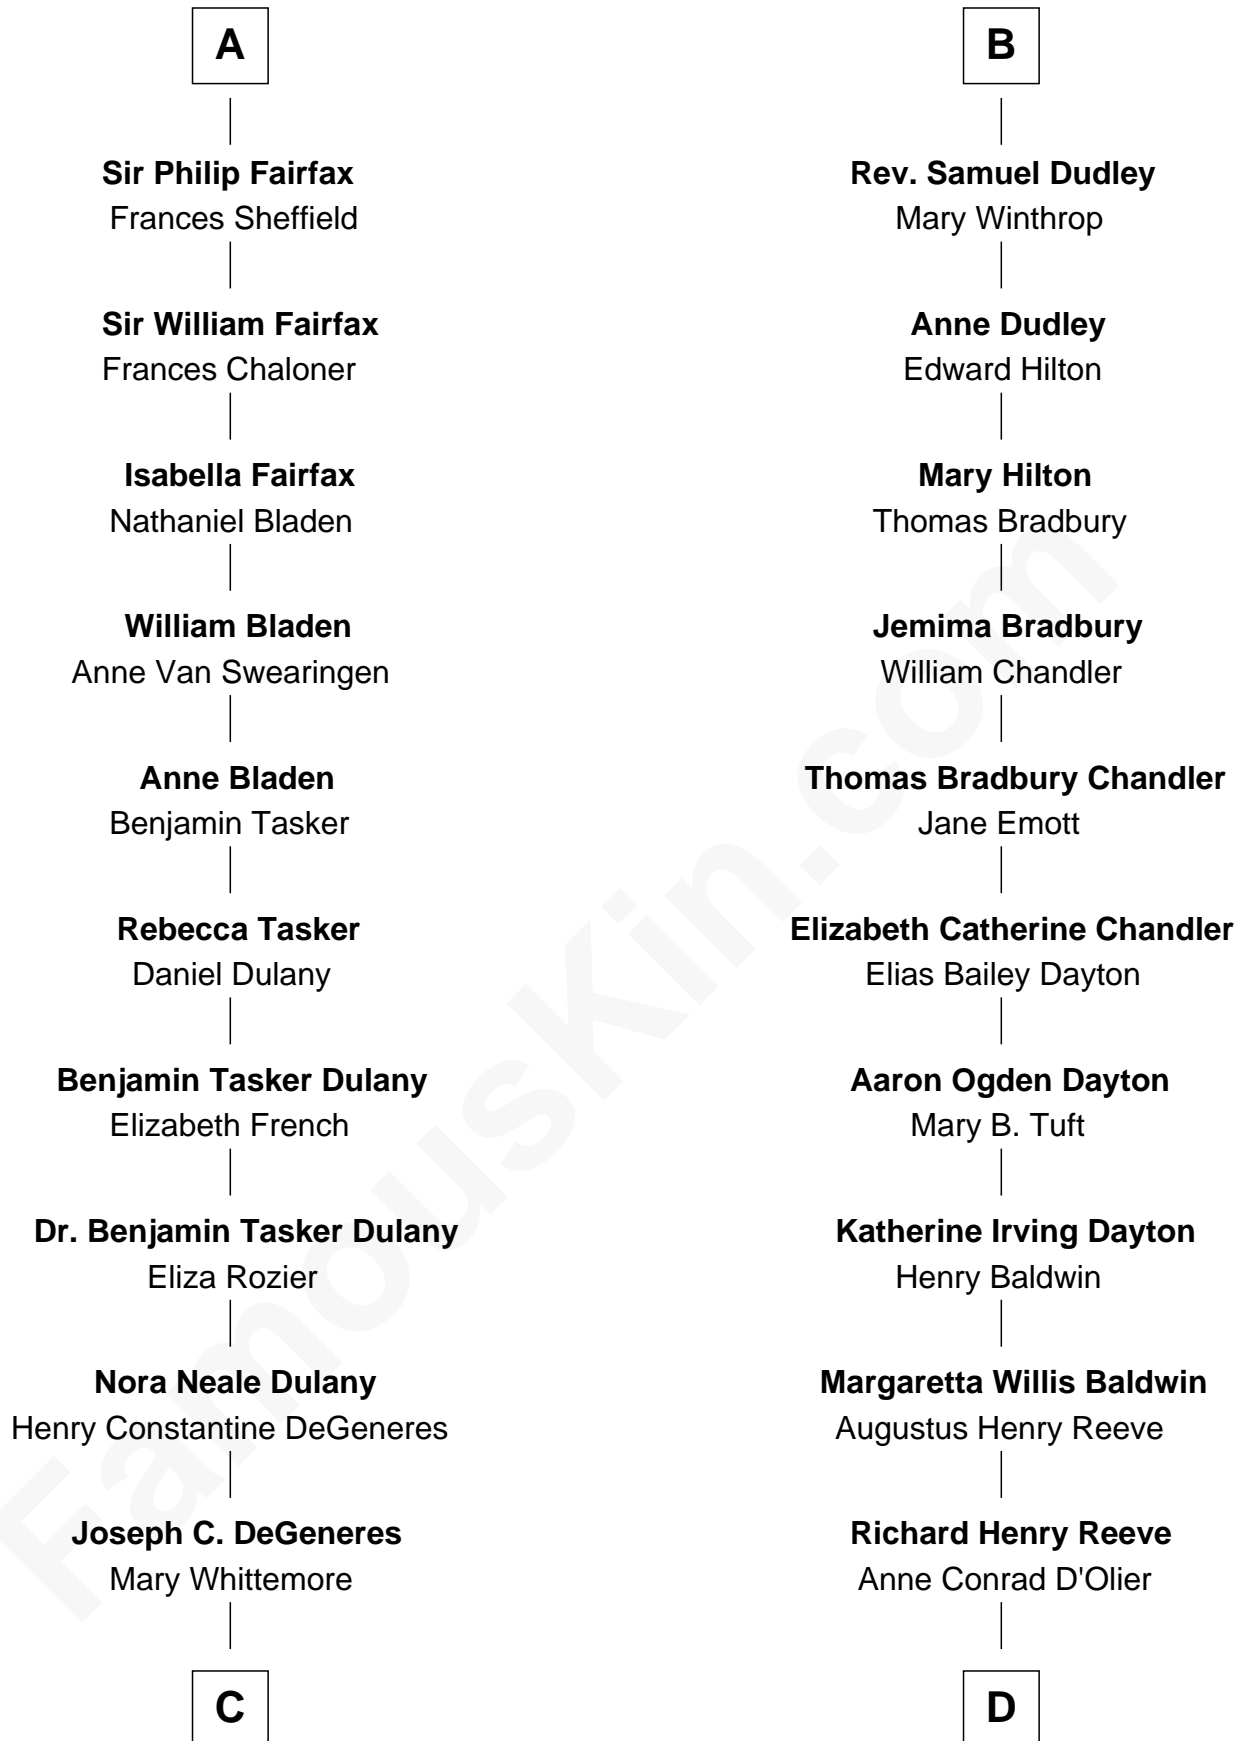 A
Sir Philip Fairfax
Frances Sheffield
Sir William Fairfax
Frances Chaloner
Isabella Fairfax
Nathaniel Bladen
William Bladen
Anne Van Swearingen
Anne Bladen
Benjamin Tasker
Rebecca Tasker
Daniel Dulany
Benjamin Tasker Dulany
Elizabeth French
Dr. Benjamin Tasker Dulany
Eliza Rozier
Nora Neale Dulany
Henry Constantine DeGeneres
Joseph C. DeGeneres
Mary Whittemore
C
B
Rev. Samuel Dudley
Mary Winthrop
Anne Dudley
Edward Hilton
Mary Hilton
Thomas Bradbury
Jemima Bradbury
William Chandler
Thomas Bradbury Chandler
Jane Emott
Elizabeth Catherine Chandler
Elias Bailey Dayton
Aaron Ogden Dayton
Mary B. Tuft
Katherine Irving Dayton
Henry Baldwin
Margaretta Willis Baldwin
Augustus Henry Reeve
Richard Henry Reeve
Anne Conrad D'Olier
D
FamousKin.com